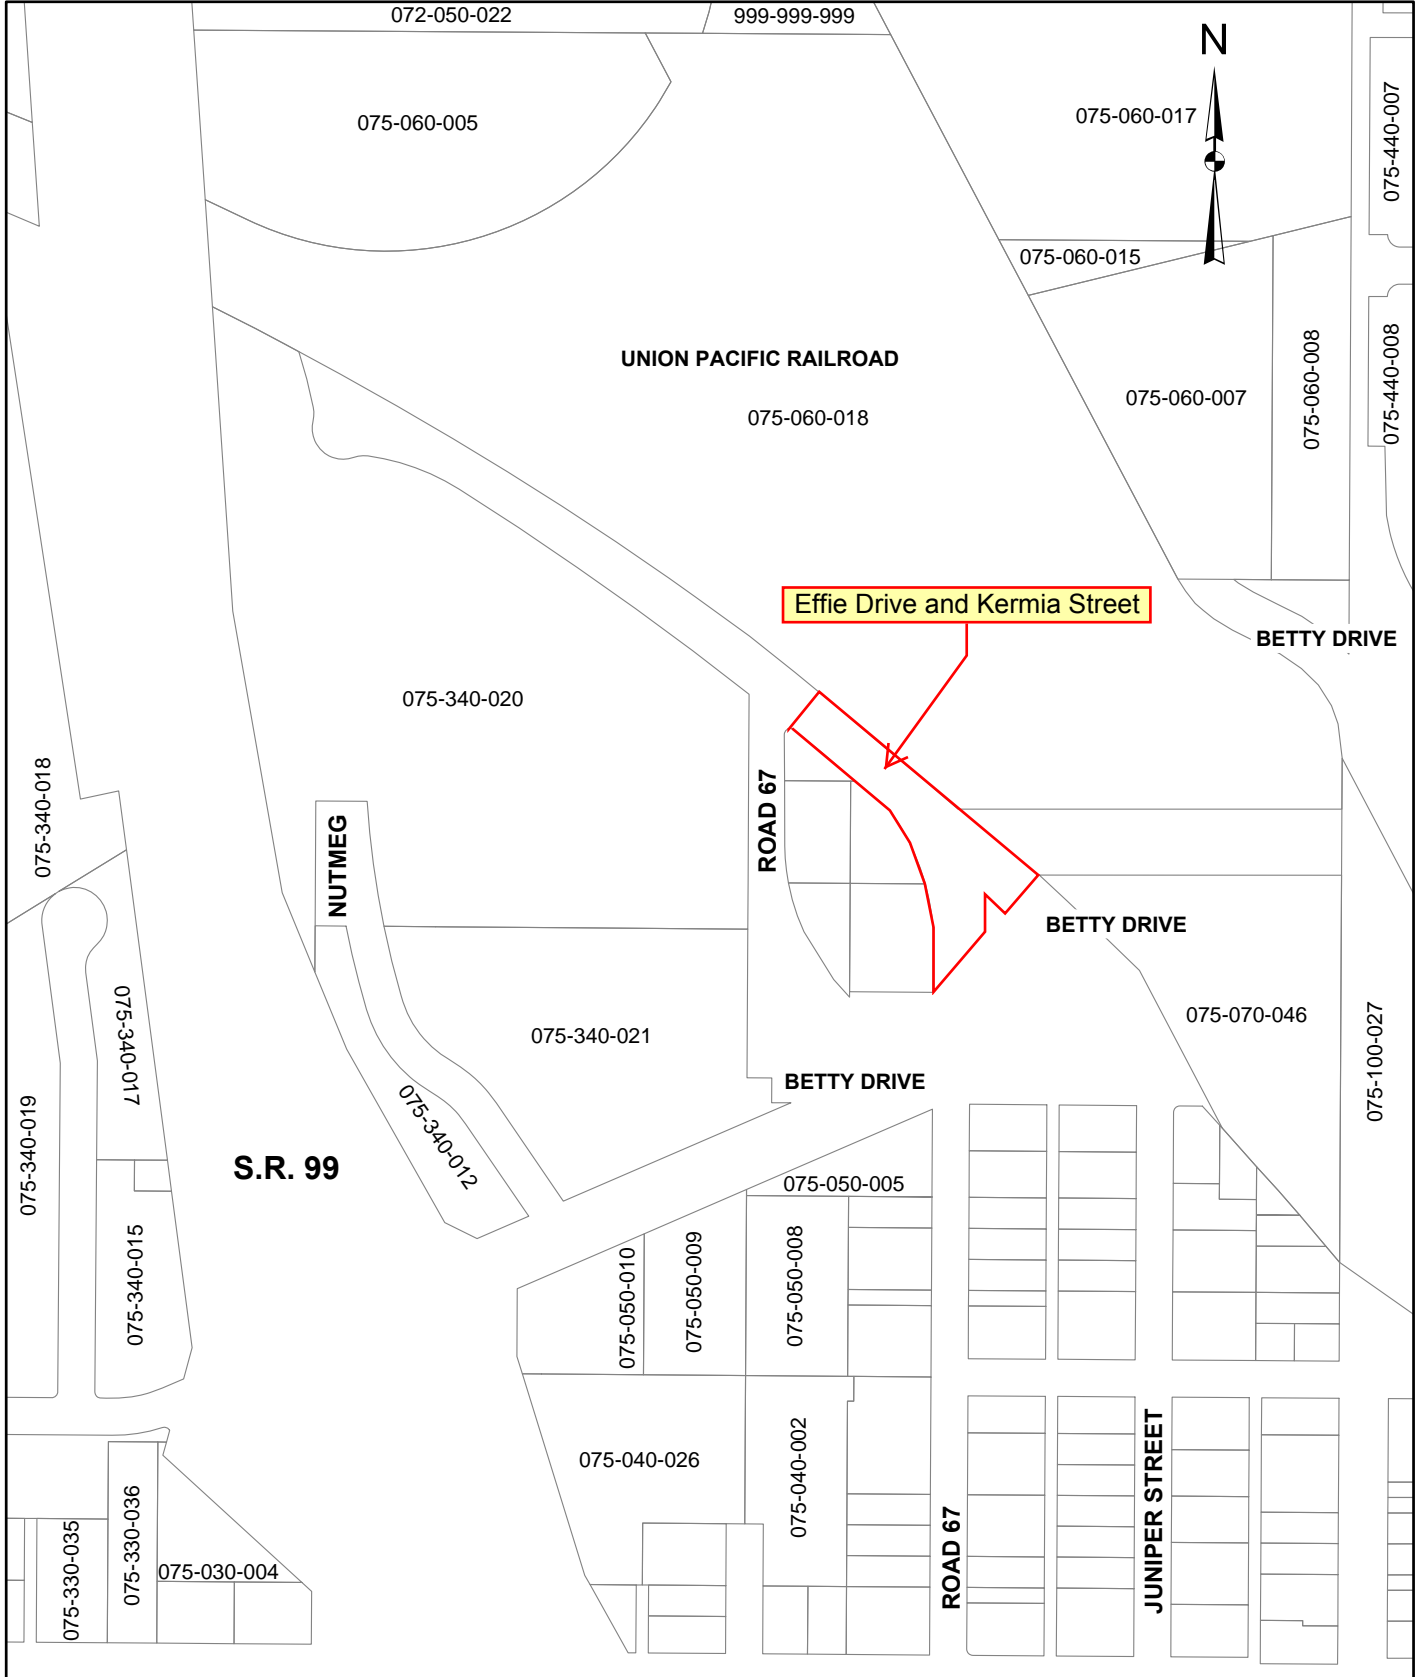 072-050-022
999-999-999
N
075-060-005
075-060-017
075-440-007
075-060-015
UNION PACIFIC RAILROAD
075-060-018
075-060-007
075-060-008
075-440-008
Effie Drive and Kermia Street
BETTY DRIVE
075-340-020
075-340-018
ROAD 67
NUTMEG
BETTY DRIVE
075-340-017
075-340-021
075-070-046
075-100-027
BETTY DRIVE
075-340-019
075-340-012
S.R. 99
075-050-005
075-340-015
075-050-010
075-050-009
075-050-008
075-040-026
075-040-002
JUNIPER STREET
ROAD 67
075-330-035
075-330-036
075-030-004